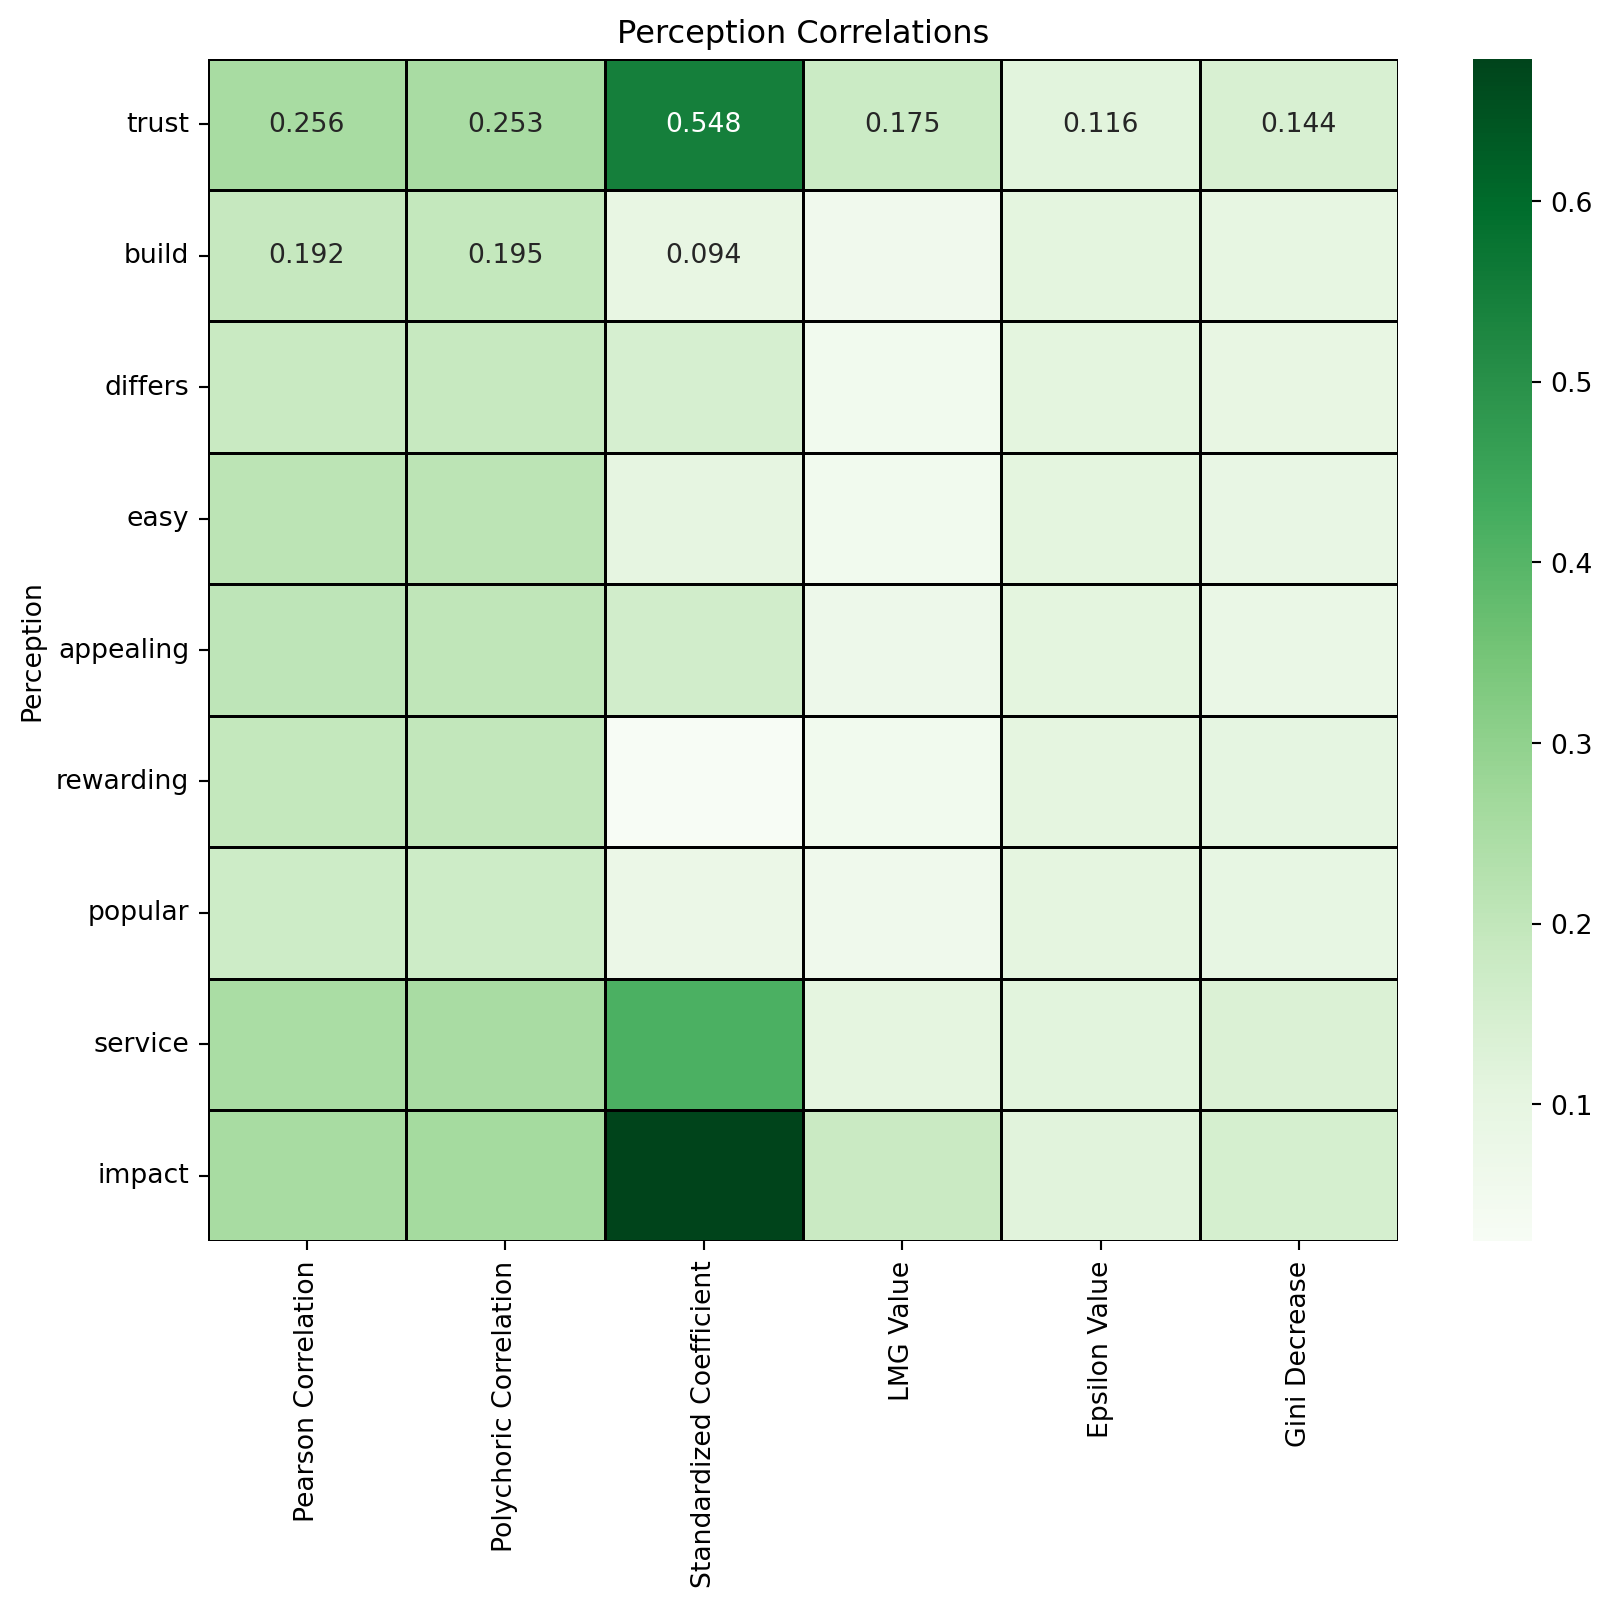 Perception Correlations
trust 0.256 0.253 0.548 0.175 0.116 0.144
build 0.192 0.195 0.094
differs
easy
appealing
rewarding
popular
service
impact
Perception
Pearson Correlation
Polychoric Correlation
Standardized Coefficient
LMG Value
Epsilon Value
Gini Decrease
0.6
0.5
0.4
0.3
0.2
0.1